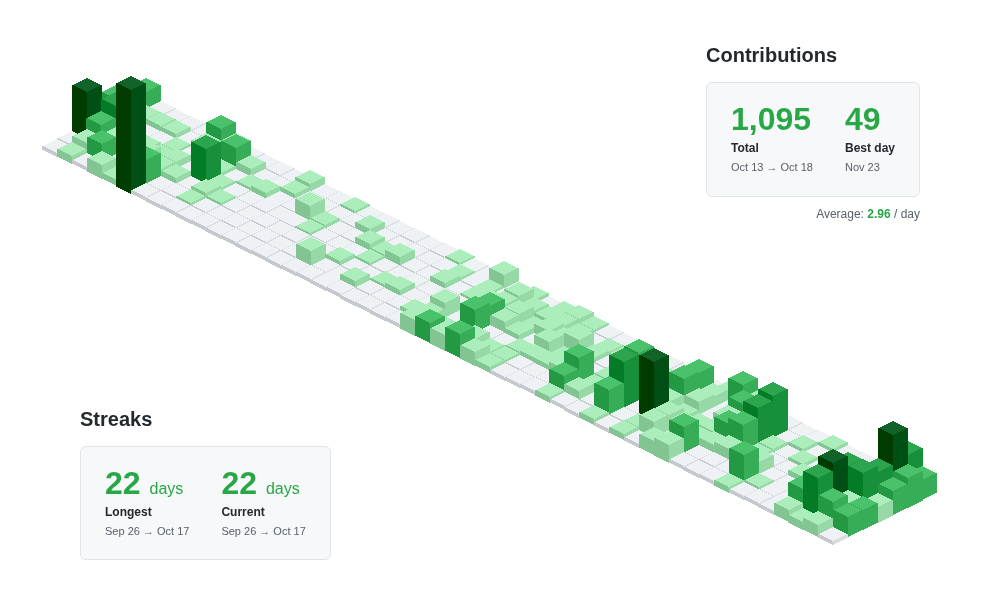 Contributions
1,095 49
Total Best day
Oct 13 → Oct 18 Nov 23
Average: 2.96 / day
Streaks
22 days 22 days
Longest Current
Sep 26 → Oct 17 Sep 26 → Oct 17